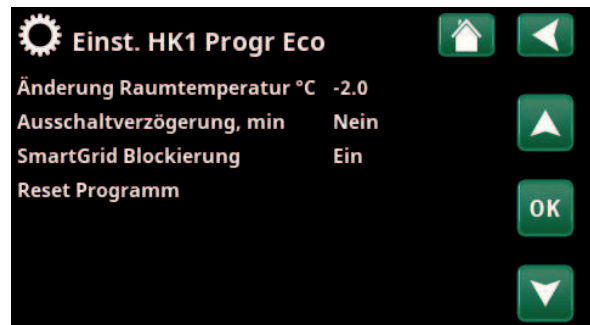 Einst. HK1 Progr Eco
Änderung Raumtemperatur °C -2.0
Ausschaltverzögerung, min Nein
SmartGrid Blockierung Ein
Reset Programm
OK